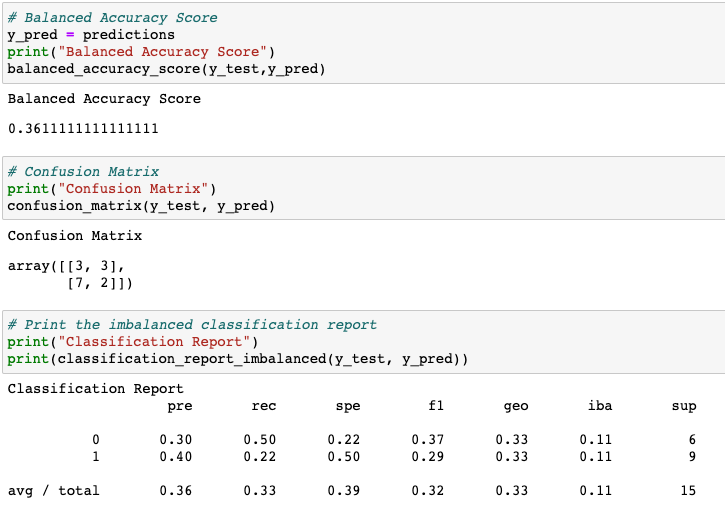 # Balanced Accuracy Score
y_pred = predictions
print("Balanced Accuracy Score")
balanced_accuracy_score(y_test,y_pred)
Balanced Accuracy Score
0.3611111111111111
# Confusion Matrix
print("Confusion Matrix")
confusion_matrix(y_test, y_pred)
Confusion Matrix
array([[3, 3],
       [7, 2]])
# Print the imbalanced classification report
print("Classification Report")
print(classification_report_imbalanced(y_test, y_pred))
Classification Report
                   pre       rec       spe        f1       geo       iba       sup
          0       0.30      0.50      0.22      0.37      0.33      0.11         6
          1       0.40      0.22      0.50      0.29      0.33      0.11         9
avg / total       0.36      0.33      0.39      0.32      0.33      0.11        15